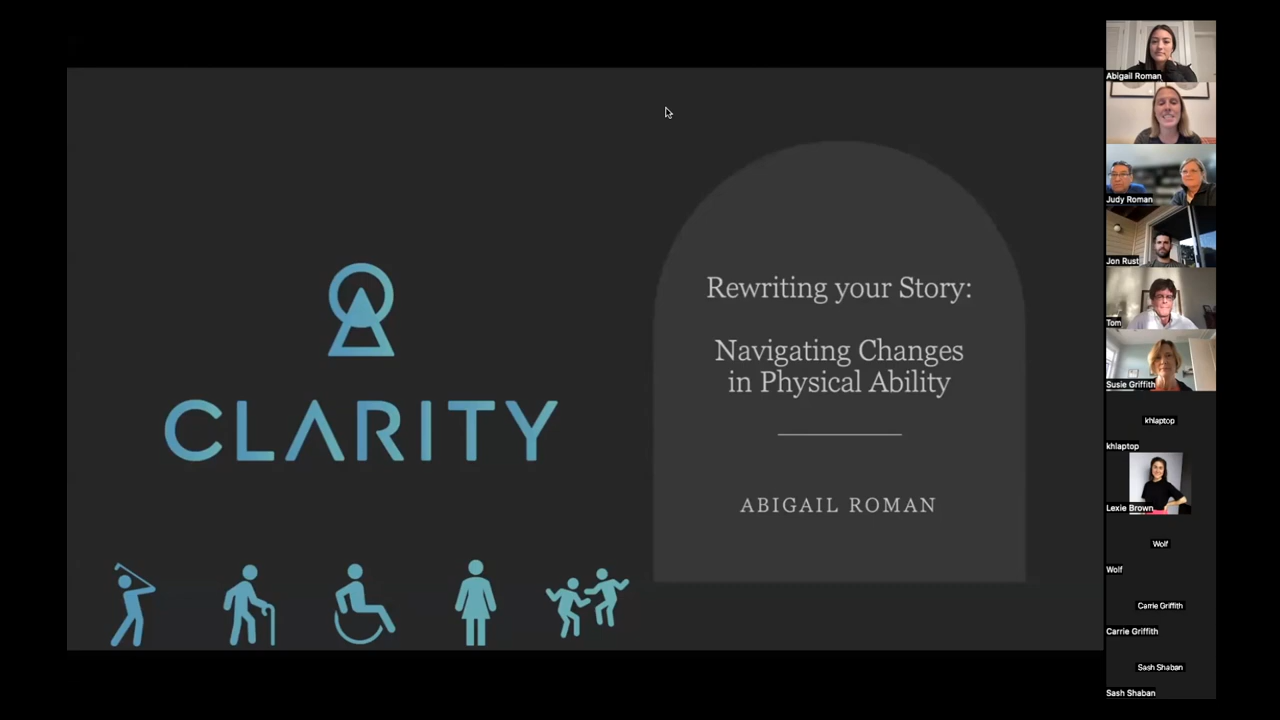 CLARITY
Rewriting your Story:
Navigating Changes
in Physical Ability
ABIGAIL ROMAN
Abigail Roman
Judy Roman
Jon Rust
Tom
Susie Griffith
khlaptop
khlaptop
Lexie Brown
Wolf
Wolf
Carrie Griffith
Carrie Griffith
Sash Shaban
Sash Shaban